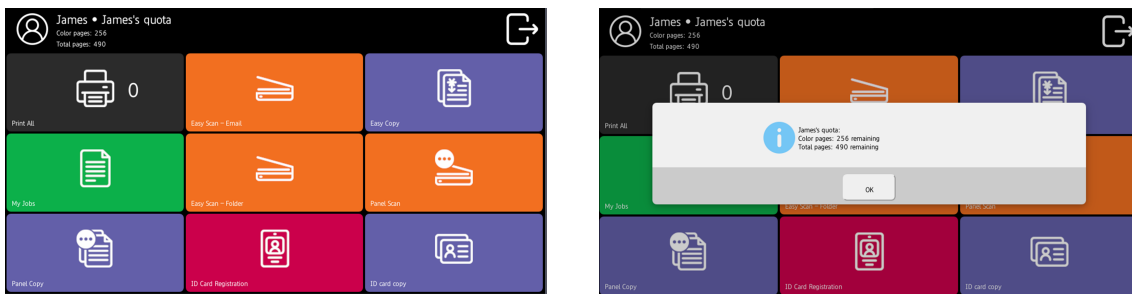 James • James's quota
Color pages: 256
Total pages: 490
0
Print All
Easy Scan – Email
Easy Copy
My Jobs
Easy Scan – Folder
Panel Scan
Panel Copy
ID Card Registration
ID card copy
James • James's quota
Color pages: 256
Total pages: 490
0
Print All
James's quota:
Color pages: 256 remaining
Total pages: 490 remaining
OK
My Jobs
Easy Scan – Folder
Panel Scan
Panel Copy
ID Card Registration
ID card copy